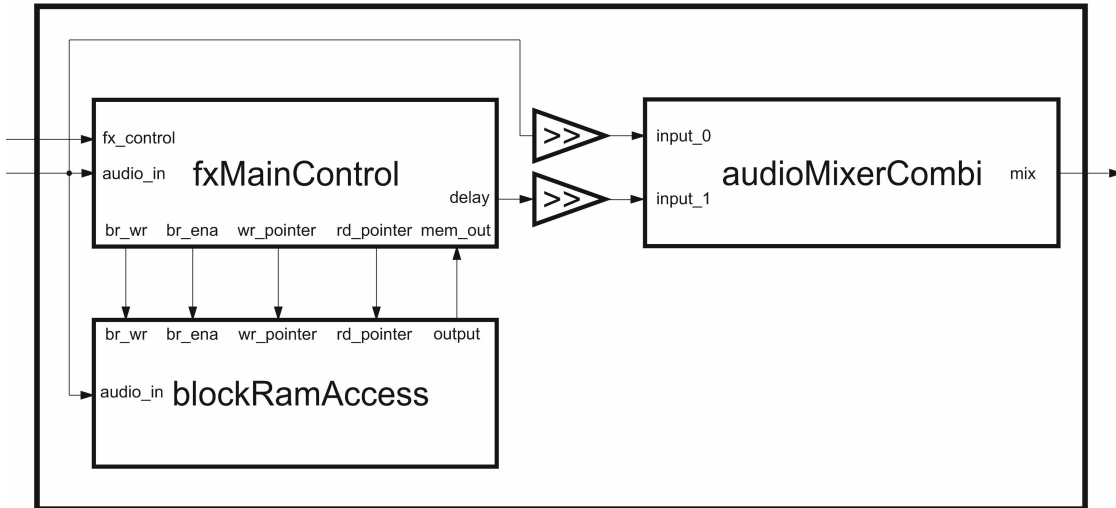 >>
fx_control
input_0
audio_in
fxMainControl
audioMixerCombi
mix
delay
>>
input_1
br_wr
br_ena
wr_pointer
rd_pointer
mem_out
br_wr
br_ena
wr_pointer
rd_pointer
output
audio_in
blockRamAccess